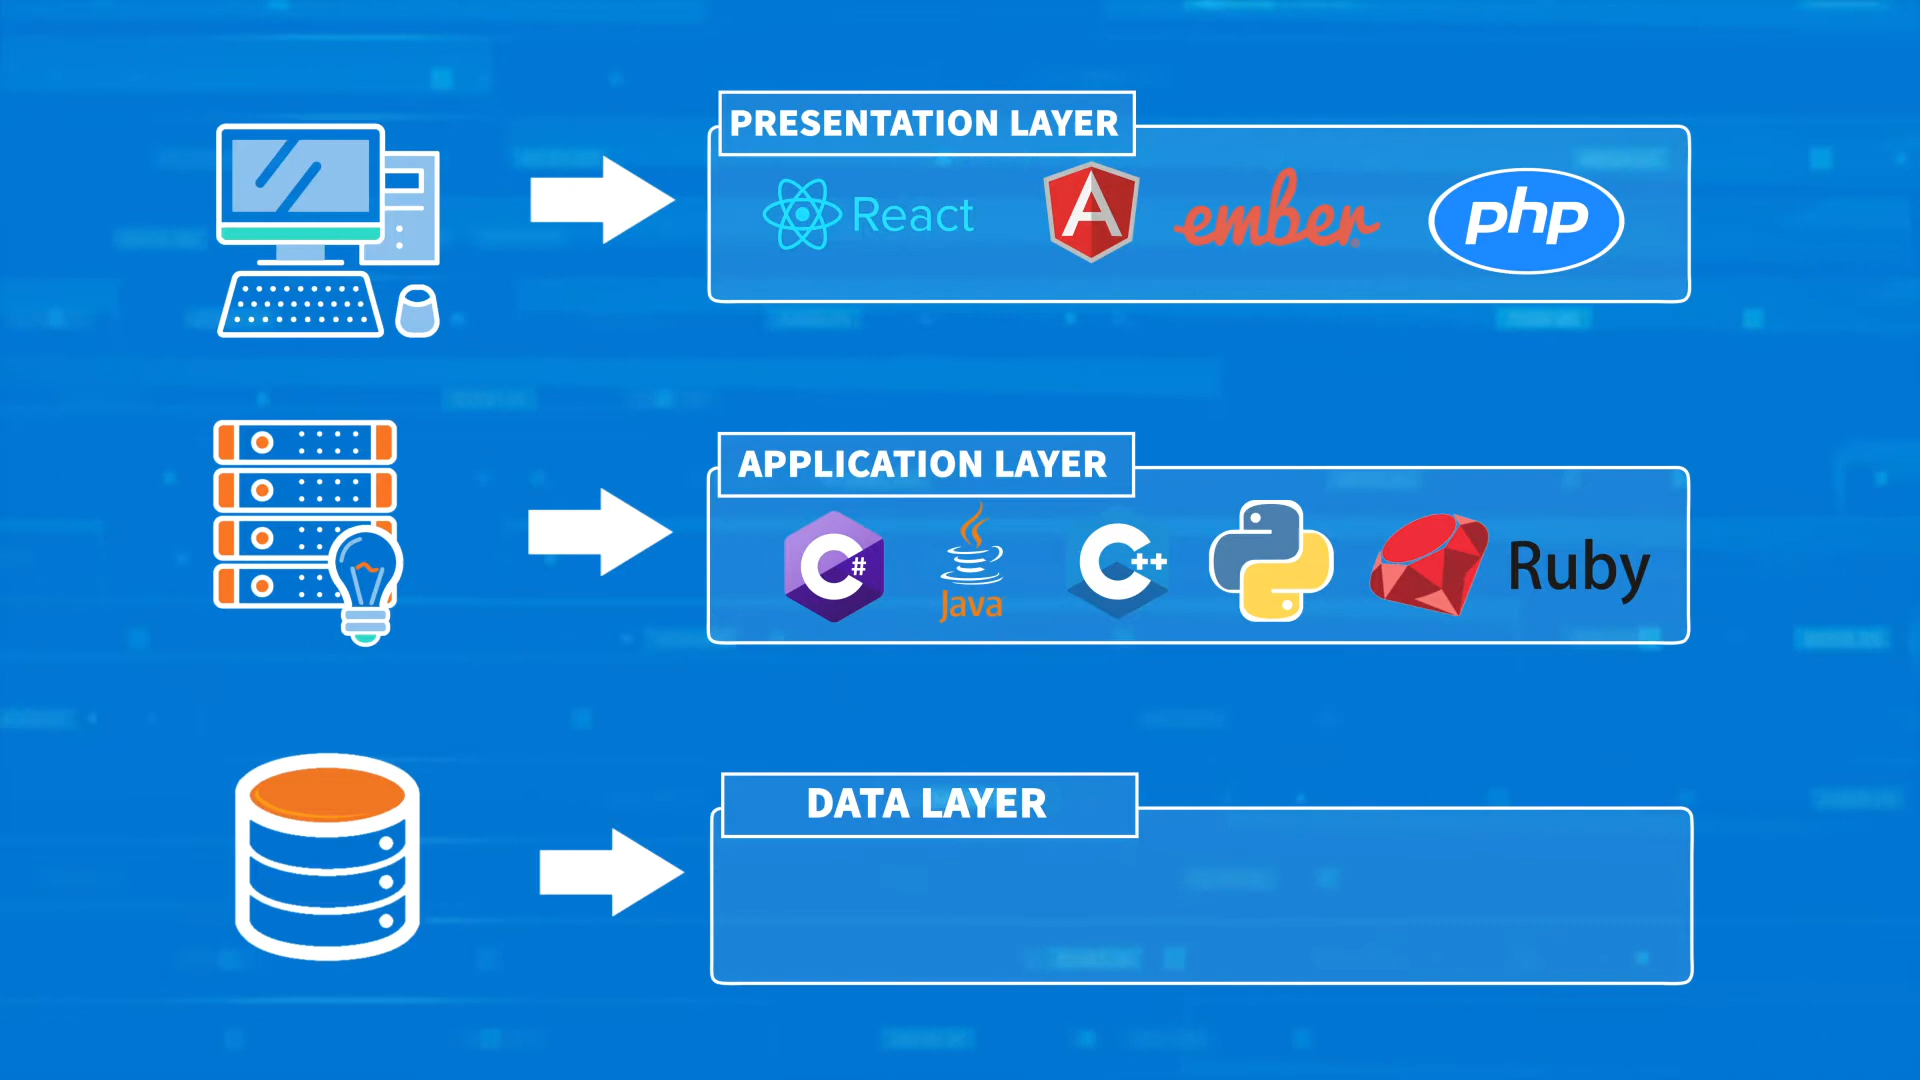 PRESENTATION LAYER
React
A
ember
php
APPLICATION LAYER
C#
Java
C++
Ruby
DATA LAYER